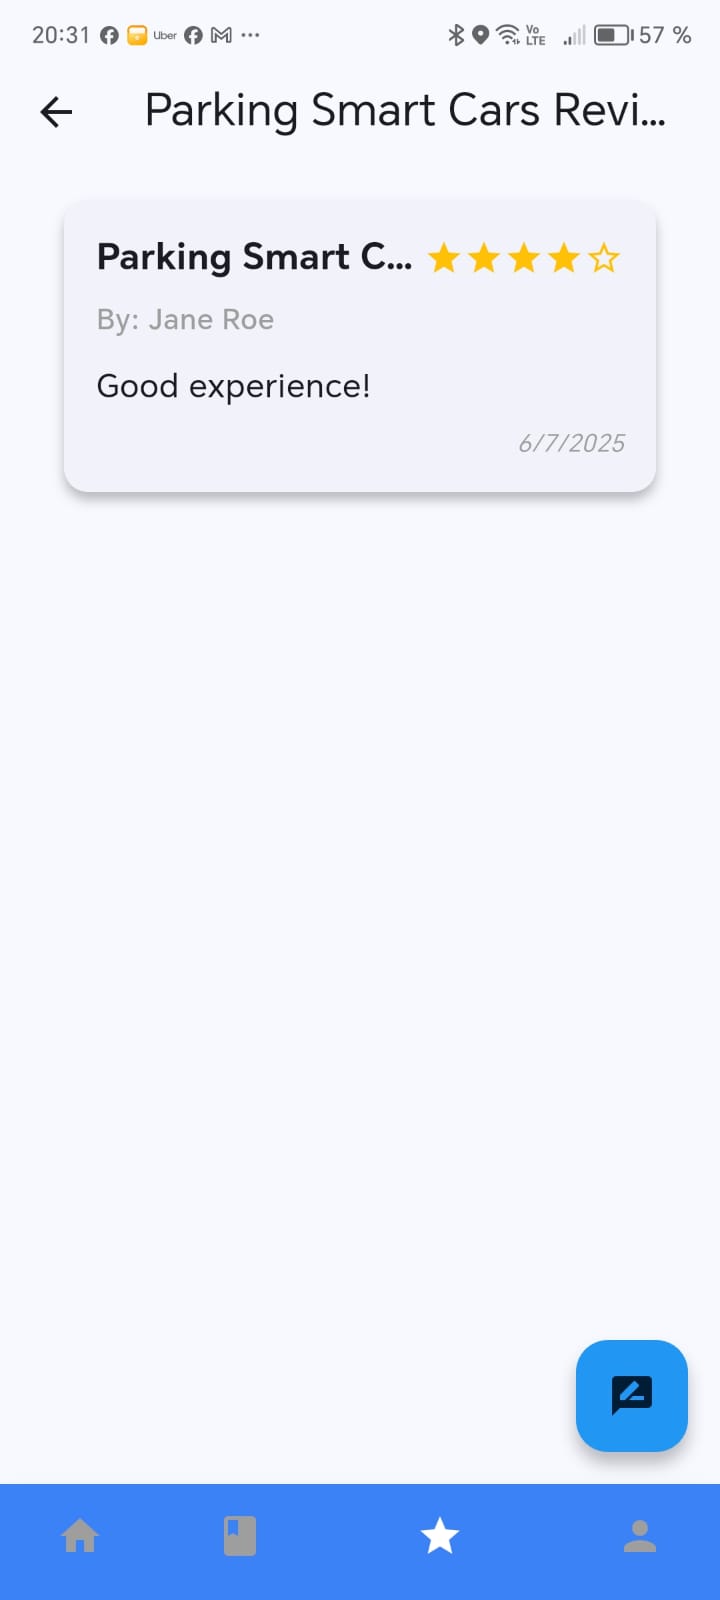 20:31 Uber Vo LTE 57 %
Parking Smart Cars Revi...
Parking Smart C...
By: Jane Roe
Good experience!
6/7/2025